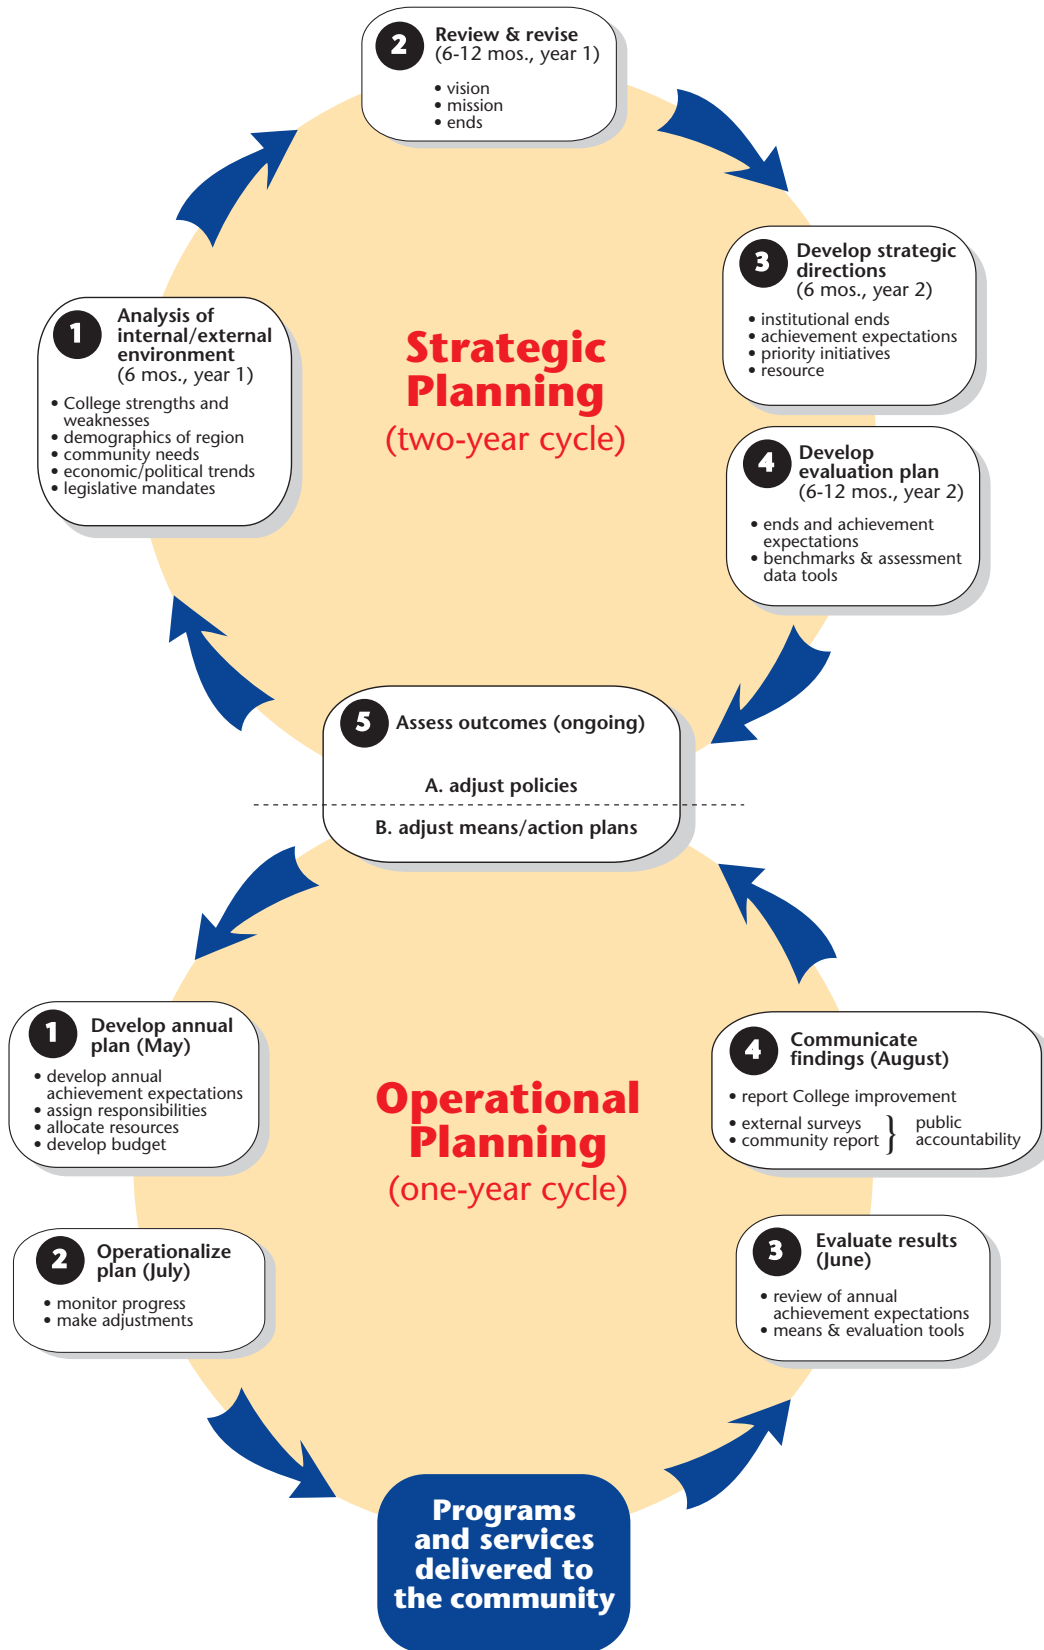 2
Review & revise
(6-12 mos., year 1)
• vision
• mission
• ends
3
Develop strategic
directions
(6 mos., year 2)
• institutional ends
• achievement expectations
• priority initiatives
• resource
1
Analysis of
internal/external
environment
(6 mos., year 1)
• College strengths and
weaknesses
• demographics of region
• community needs
• economic/political trends
• legislative mandates
Strategic
Planning
(two-year cycle)
4
Develop
evaluation plan
(6-12 mos., year 2)
• ends and achievement
expectations
• benchmarks & assessment
data tools
5
Assess outcomes (ongoing)
A. adjust policies
B. adjust means/action plans
1
Develop annual
plan (May)
• develop annual
achievement expectations
• assign responsibilities
• allocate resources
• develop budget
Operational
Planning
(one-year cycle)
4
Communicate
findings (August)
• report College improvement
• external surveys
• community report
} public
accountability
2
Operationalize
plan (July)
• monitor progress
• make adjustments
3
Evaluate results
(June)
• review of annual
achievement expectations
• means & evaluation tools
Programs
and services
delivered to
the community